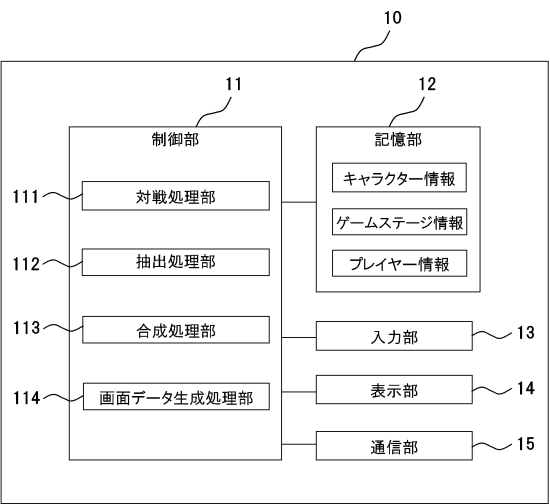 10
11
制御部
111
対戦処理部
112
抽出処理部
113
合成処理部
114
画面データ生成処理部
12
記憶部
キャラクター情報
ゲームステージ情報
プレイヤー情報
入力部
13
表示部
14
通信部
15